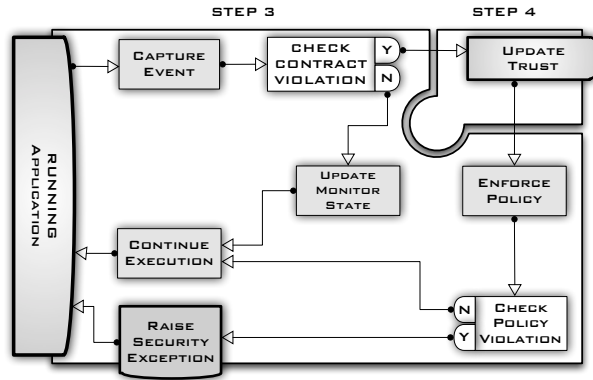 STEP 3
STEP 4
CAPTURE
EVENT
CHECK
CONTRACT
VIOLATION
Y
N
UPDATE
TRUST
RUNNING
APPLICATION
UPDATE
MONITOR
STATE
ENFORCE
POLICY
CONTINUE
EXECUTION
RAISE
SECURITY
EXCEPTION
N
Y
CHECK
POLICY
VIOLATION